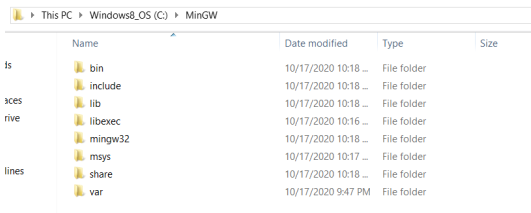 This PC Windows8_OS (C:) MinGW
Name Date modified Type Size
bin 10/17/2020 10:18 ... File folder
ds
include 10/17/2020 10:18 ... File folder
lib 10/17/2020 10:18 ... File folder
aces
libexec 10/17/2020 10:16 ... File folder
rive
mingw32 10/17/2020 10:18 ... File folder
msys 10/17/2020 10:17 ... File folder
share 10/17/2020 10:18 ... File folder
lines
var 10/17/2020 9:47 PM File folder